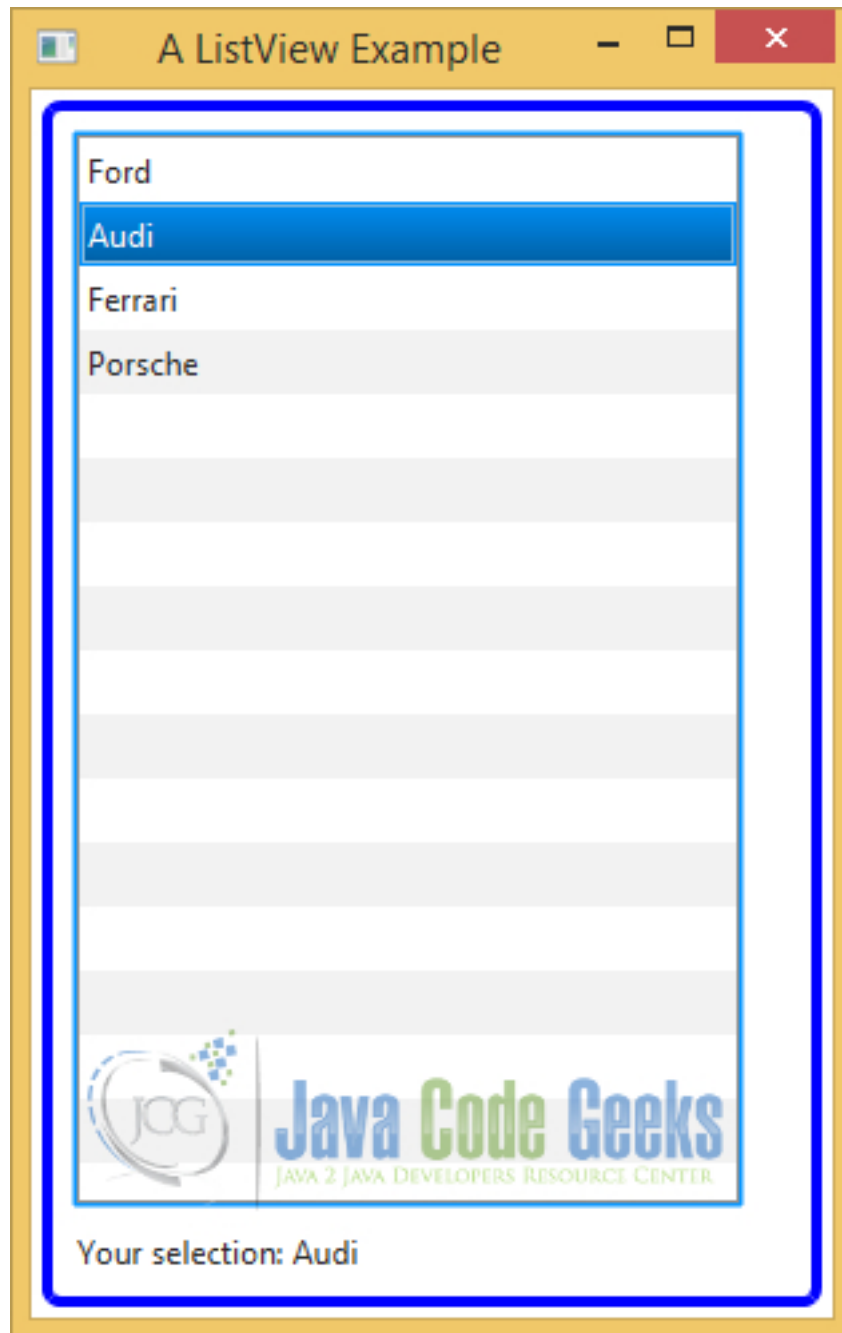 A ListView Example
Ford
Audi
Ferrari
Porsche
JCG
Java Code Geeks
JAVA 2 JAVA DEVELOPERS RESOURCE CENTER
Your selection: Audi